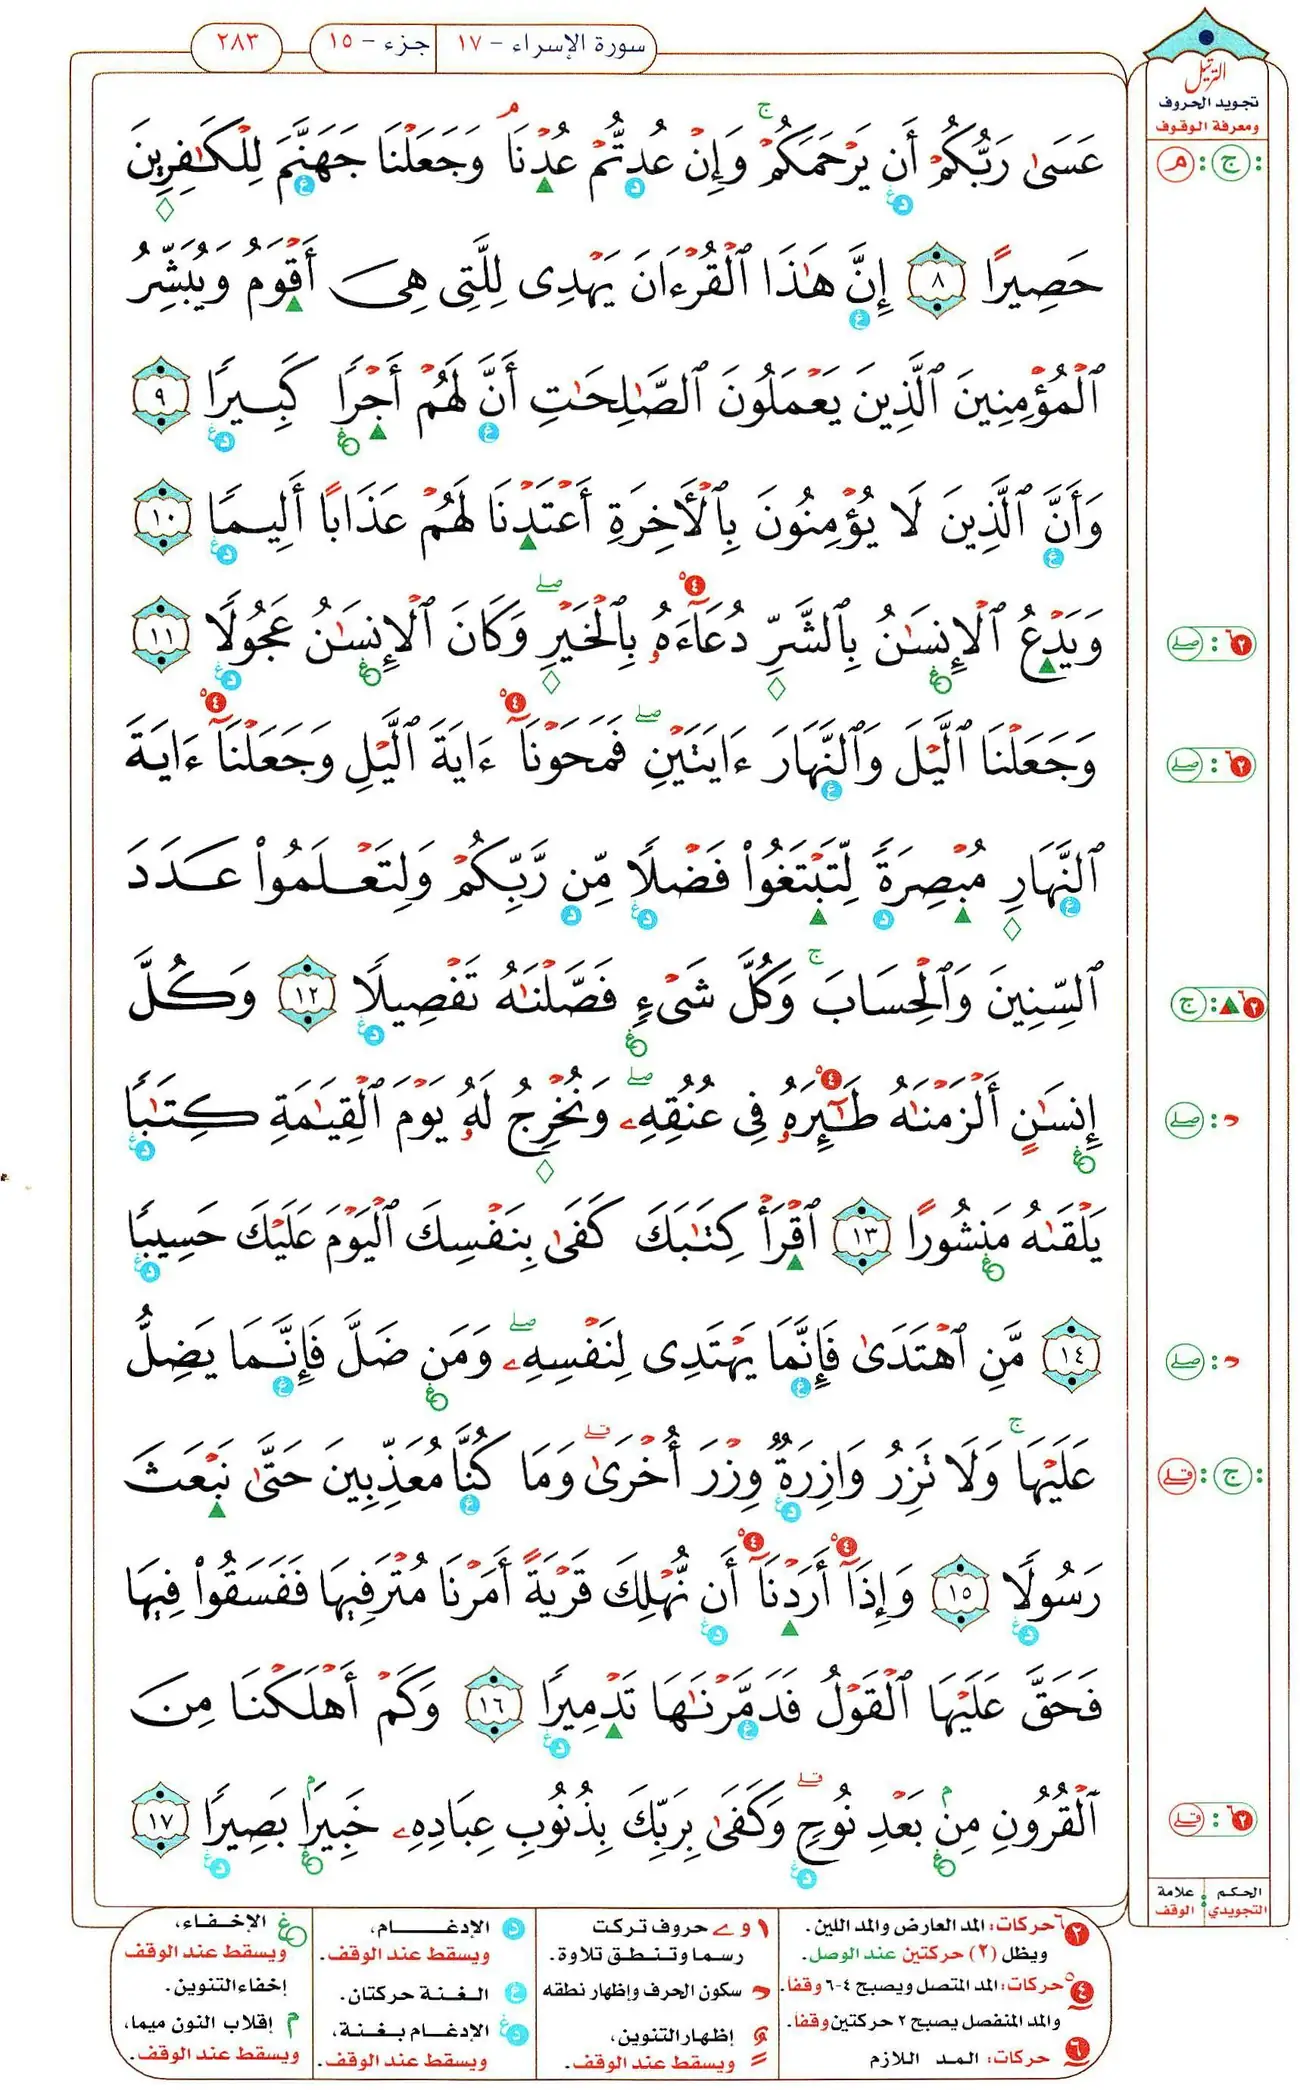 سورة الإسراء - ١٧
جزء - ١٥
٢٨٣
الترتيل
تجويد الحروف
ومعرفة الوقوف
عَسَىٰ رَبُّكُمْ أَن يَرْحَمَكُمْ ۚ وَإِنْ عُدتُّمْ عُدْنَا ۘ وَجَعَلْنَا جَهَنَّمَ لِلْكَـٰفِرِينَ
حَصِيرًا ٨ إِنَّ هَـٰذَا ٱلْقُرْءَانَ يَهْدِى لِلَّتِى هِىَ أَقْوَمُ وَيُبَشِّرُ
ٱلْمُؤْمِنِينَ ٱلَّذِينَ يَعْمَلُونَ ٱلصَّـٰلِحَـٰتِ أَنَّ لَهُمْ أَجْرًا كَبِيرًا ٩
وَأَنَّ ٱلَّذِينَ لَا يُؤْمِنُونَ بِٱلْأَخِرَةِ أَعْتَدْنَا لَهُمْ عَذَابًا أَلِيمًا ١٠
وَيَدْعُ ٱلْإِنسَـٰنُ بِٱلشَّرِّ دُعَآءَهُۥ بِٱلْخَيْرِ ۖ وَكَانَ ٱلْإِنسَـٰنُ عَجُولًا ١١
وَجَعَلْنَا ٱلَّيْلَ وَٱلنَّهَارَ ءَايَتَيْنِ ۖ فَمَحَوْنَآ ءَايَةَ ٱلَّيْلِ وَجَعَلْنَآ ءَايَةَ
ٱلنَّهَارِ مُبْصِرَةً لِّتَبْتَغُوا۟ فَضْلًا مِّن رَّبِّكُمْ وَلِتَعْلَمُوا۟ عَدَدَ
ٱلسِّنِينَ وَٱلْحِسَابَ ۚ وَكُلَّ شَىْءٍ فَصَّلْنَـٰهُ تَفْصِيلًا ١٢ وَكُلَّ
إِنسَـٰنٍ أَلْزَمْنَـٰهُ طَـٰٓئِرَهُۥ فِى عُنُقِهِۦ ۖ وَنُخْرِجُ لَهُۥ يَوْمَ ٱلْقِيَـٰمَةِ كِتَـٰبًا
يَلْقَىٰهُ مَنشُورًا ١٣ ٱقْرَأْ كِتَـٰبَكَ كَفَىٰ بِنَفْسِكَ ٱلْيَوْمَ عَلَيْكَ حَسِيبًا
١٤ مَّنِ ٱهْتَدَىٰ فَإِنَّمَا يَهْتَدِى لِنَفْسِهِۦ ۖ وَمَن ضَلَّ فَإِنَّمَا يَضِلُّ
عَلَيْهَا ۚ وَلَا تَزِرُ وَازِرَةٌ وِزْرَ أُخْرَىٰ ۗ وَمَا كُنَّا مُعَذِّبِينَ حَتَّىٰ نَبْعَثَ
رَسُولًا ١٥ وَإِذَآ أَرَدْنَآ أَن نُّهْلِكَ قَرْيَةً أَمَرْنَا مُتْرَفِيهَا فَفَسَقُوا۟ فِيهَا
فَحَقَّ عَلَيْهَا ٱلْقَوْلُ فَدَمَّرْنَـٰهَا تَدْمِيرًا ١٦ وَكَمْ أَهْلَكْنَا مِنَ
ٱلْقُرُونِ مِنۢ بَعْدِ نُوحٍ ۗ وَكَفَىٰ بِرَبِّكَ بِذُنُوبِ عِبَادِهِۦ خَبِيرًۢا بَصِيرًا ١٧
الحكم التجويدي : علامة الوقف
٦ ٢ حركات: المد العارض والمد اللين.
ويظل (٢) حركتين عند الوصل.
٤ ٥ حركات: المد المتصل ويصبح ٤-٦ وقفاً.
والمد المنفصل يصبح ٢ حركتين وقفاً.
٦ حركات: المد اللازم
ا و ے حروف تركت
رسما وتنطق تلاوة.
سكون الحرف وإظهار نطقه
إظهار التنوين،
ويسقط عند الوقف.
د الإدغام،
ويسقط عند الوقف.
غ الغنة حركتان.
دغ الإدغام بغنة،
ويسقط عند الوقف.
الإخفاء،
ويسقط عند الوقف
إخفاء التنوين.
م إقلاب النون ميما،
ويسقط عند الوقف.